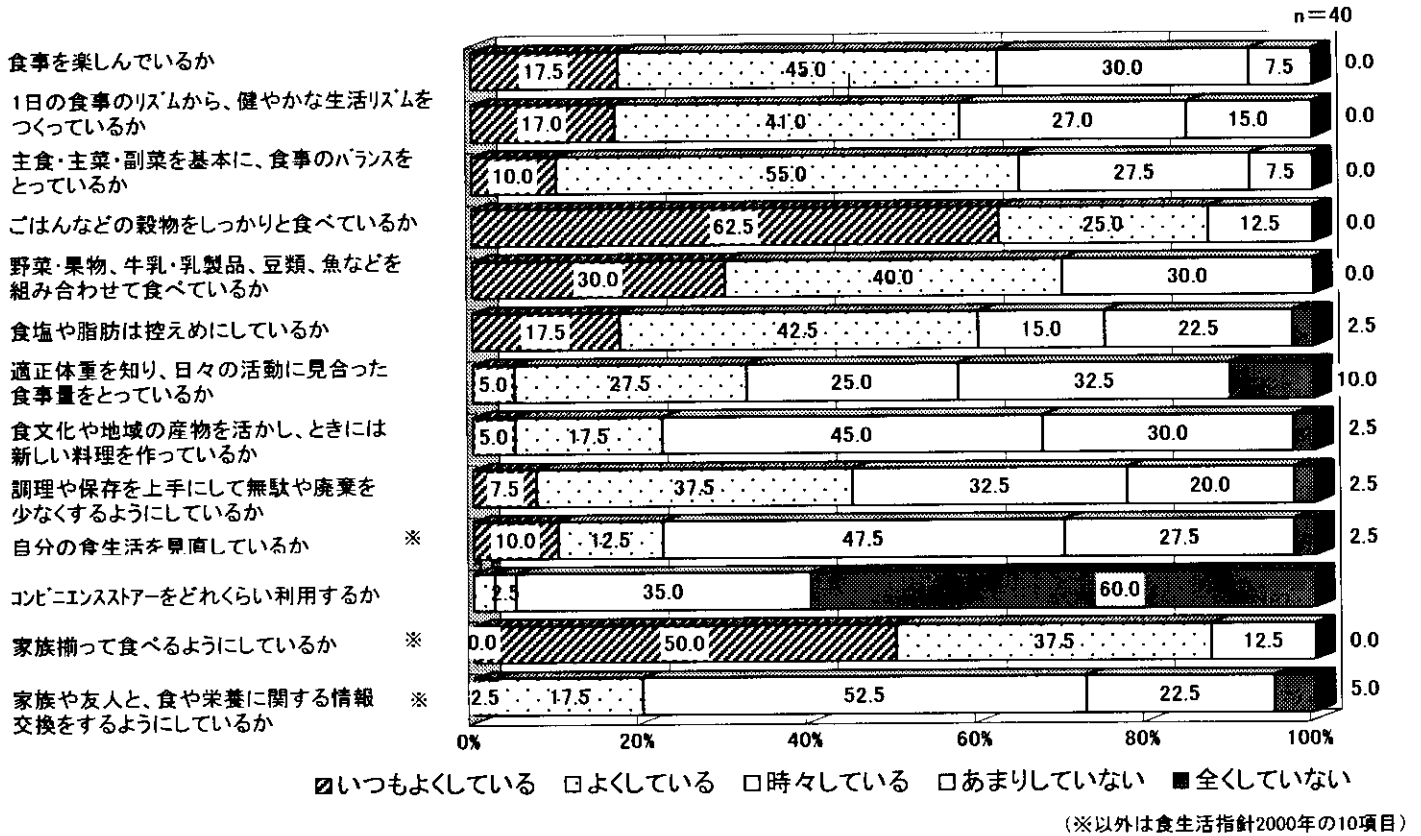 n＝40
食事を楽しんでいるか
17.5 45.0 30.0 7.5 0.0
1日の食事のリズムから、健やかな生活リズムを
つくっているか
17.0 41.0 27.0 15.0 0.0
主食・主菜・副菜を基本に、食事のバランスを
とっているか
10.0 55.0 27.5 7.5 0.0
ごはんなどの穀物をしっかりと食べているか
62.5 25.0 12.5 0.0
野菜・果物、牛乳・乳製品、豆類、魚などを
組み合わせて食べているか
30.0 40.0 30.0 0.0
食塩や脂肪は控えめにしているか
17.5 42.5 15.0 22.5 2.5
適正体重を知り、日々の活動に見合った
食事量をとっているか
5.0 27.5 25.0 32.5 10.0
食文化や地域の産物を活かし、ときには
新しい料理を作っているか
5.0 17.5 45.0 30.0 2.5
調理や保存を上手にして無駄や廃棄を
少なくするようにしているか
7.5 37.5 32.5 20.0 2.5
自分の食生活を見直しているか ※
10.0 12.5 47.5 27.5 2.5
コンビニエンスストアーをどれくらい利用するか
2.5 35.0 60.0
家族揃って食べるようにしているか ※
0.0 50.0 37.5 12.5 0.0
家族や友人と、食や栄養に関する情報 ※
交換をするようにしているか
2.5 17.5 52.5 22.5 5.0
0% 20% 40% 60% 80% 100%
いつもよくしている よくしている 時々している あまりしていない 全くしていない
(※以外は食生活指針2000年の10項目)